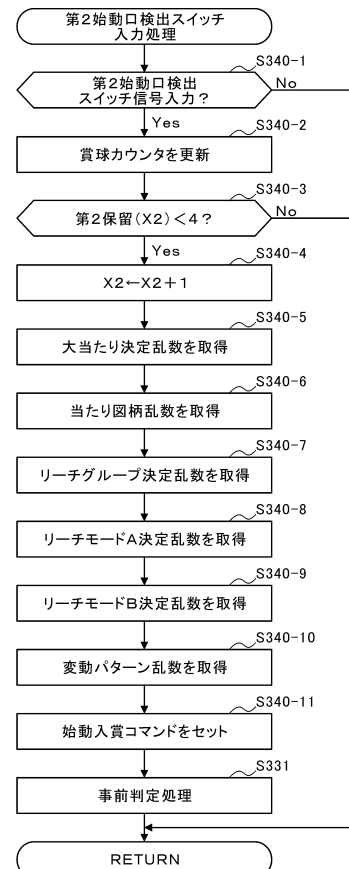 第2始動口検出スイッチ
入力処理
S340-1
第2始動口検出
スイッチ信号入力？
No
Yes
S340-2
賞球カウンタを更新
S340-3
第2保留(X2)<4？
No
Yes
S340-4
X2←X2+1
S340-5
大当たり決定乱数を取得
S340-6
当たり図柄乱数を取得
S340-7
リーチグループ決定乱数を取得
S340-8
リーチモードA決定乱数を取得
S340-9
リーチモードB決定乱数を取得
S340-10
変動パターン乱数を取得
S340-11
始動入賞コマンドをセット
S331
事前判定処理
RETURN